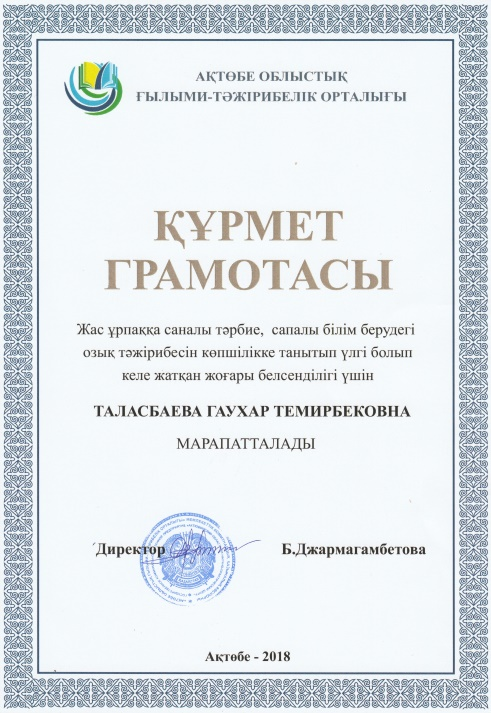 АҚТӨБЕ ОБЛЫСТЫҚ
ҒЫЛЫМИ-ТӘЖІРИБЕЛІК ОРТАЛЫҒЫ
ҚҰРМЕТ
ГРАМОТАСЫ
Жас ұрпаққа саналы тәрбие, сапалы білім берудегі
озық тәжірибесін көпшілікке танытып үлгі болып
келе жатқан жоғары белсенділігі үшін
ТАЛАСБАЕВА ГАУХАР ТЕМИРБЕКОВНА
МАРАПАТТАЛАДЫ
Директор Б.Джармагамбетова
Ақтөбе - 2018